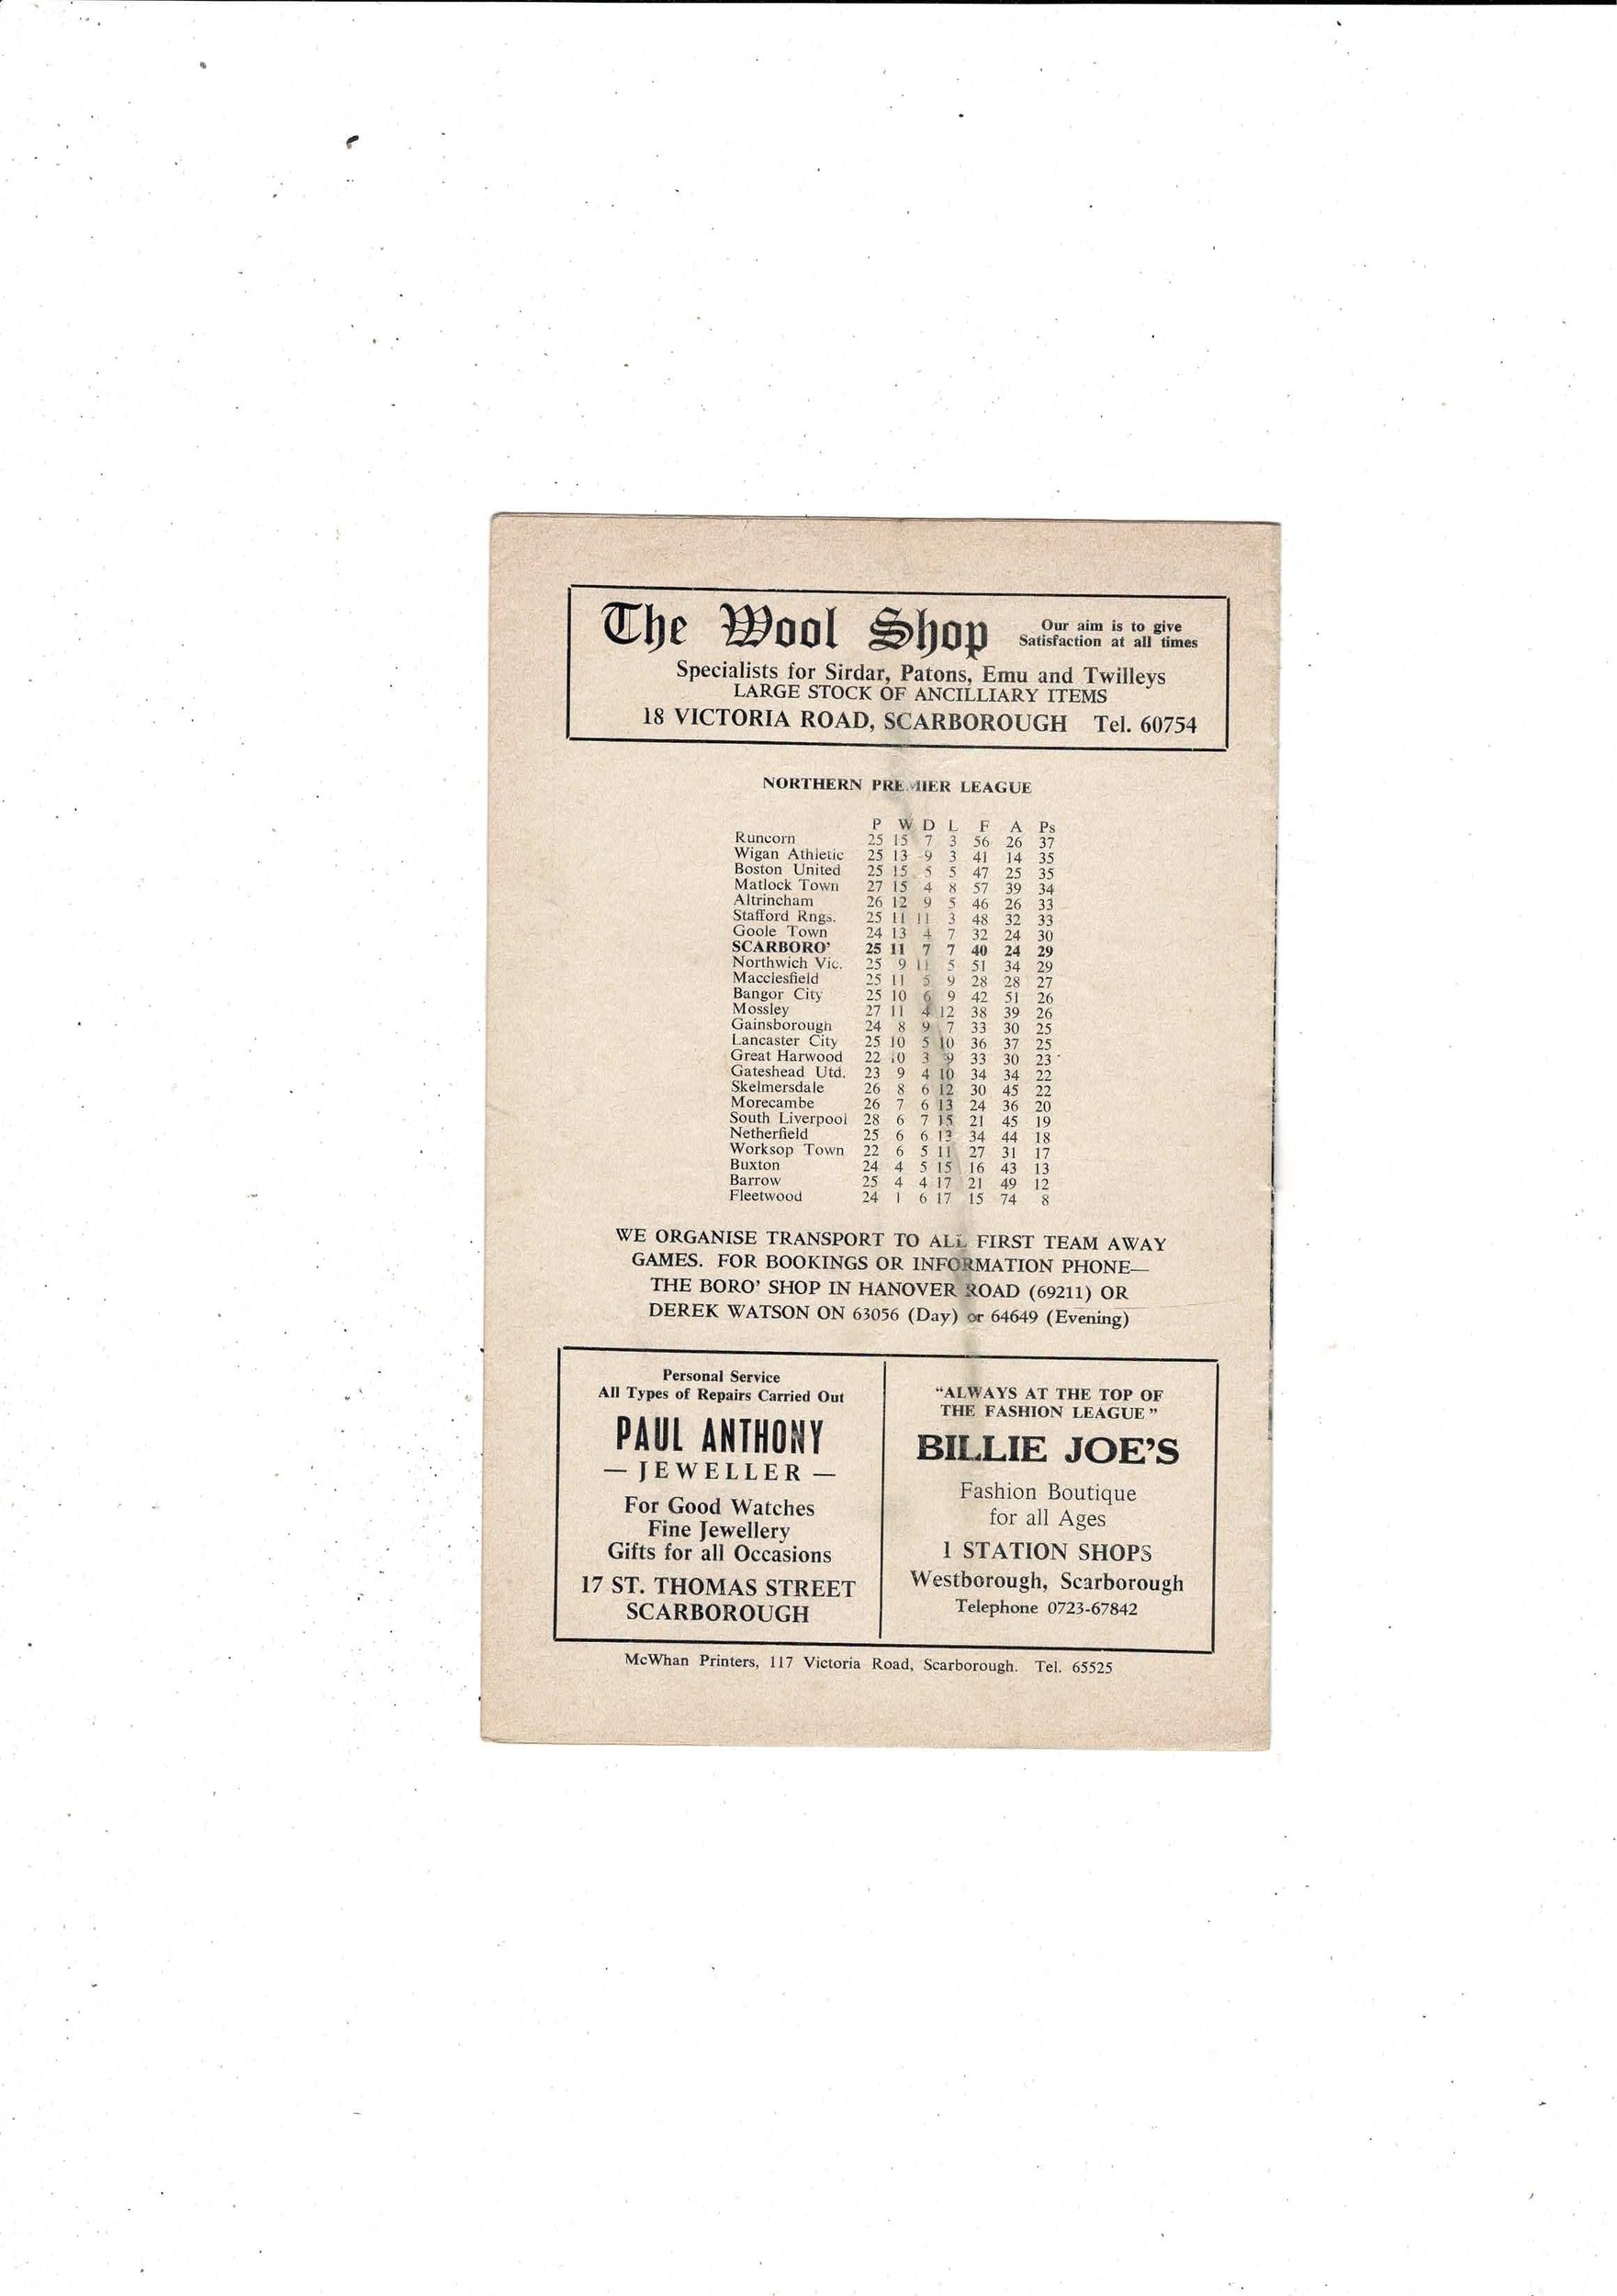 The Wool Shop
Our aim is to give
Satisfaction at all times
Specialists for Sirdar, Patons, Emu and Twilleys
LARGE STOCK OF ANCILLIARY ITEMS
18 VICTORIA ROAD, SCARBOROUGH Tel. 60754
NORTHERN PREMIER LEAGUE
P W D L F A Ps
Runcorn 25 15 7 3 56 26 37
Wigan Athletic 25 13 9 3 41 14 35
Boston United 25 15 5 5 47 25 35
Matlock Town 27 15 4 8 57 39 34
Altrincham 26 12 9 5 46 26 33
Stafford Rngs. 25 11 11 3 48 32 33
Goole Town 24 13 4 7 32 24 30
SCARBORO' 25 11 7 7 40 24 29
Northwich Vic. 25 9 11 5 51 34 29
Macclesfield 25 11 5 9 28 28 27
Bangor City 25 10 6 9 42 51 26
Mossley 27 11 4 12 38 39 26
Gainsborough 24 8 9 7 33 30 25
Lancaster City 25 10 5 10 36 37 25
Great Harwood 22 10 3 9 33 30 23
Gateshead Utd. 23 9 4 10 34 34 22
Skelmersdale 26 8 6 12 30 45 22
Morecambe 26 7 6 13 24 36 20
South Liverpool 28 6 7 15 21 45 19
Netherfield 25 6 6 13 34 44 18
Worksop Town 22 6 5 11 27 31 17
Buxton 24 4 5 15 16 43 13
Barrow 25 4 4 17 21 49 12
Fleetwood 24 1 6 17 15 74 8
WE ORGANISE TRANSPORT TO ALL FIRST TEAM AWAY
GAMES. FOR BOOKINGS OR INFORMATION PHONE—
THE BORO' SHOP IN HANOVER ROAD (69211) OR
DEREK WATSON ON 63056 (Day) or 64649 (Evening)
Personal Service
All Types of Repairs Carried Out
PAUL ANTHONY
— JEWELLER —
For Good Watches
Fine Jewellery
Gifts for all Occasions
17 ST. THOMAS STREET
SCARBOROUGH
"ALWAYS AT THE TOP OF
THE FASHION LEAGUE"
BILLIE JOE'S
Fashion Boutique
for all Ages
1 STATION SHOPS
Westborough, Scarborough
Telephone 0723-67842
McWhan Printers, 117 Victoria Road, Scarborough. Tel. 65525